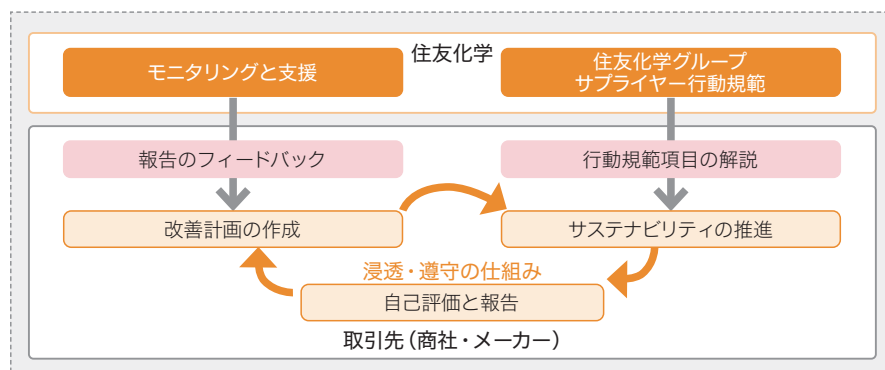 住友化学
モニタリングと支援
住友化学グループ
サプライヤー行動規範
報告のフィードバック
行動規範項目の解説
改善計画の作成
サステナビリティの推進
浸透・遵守の仕組み
自己評価と報告
取引先（商社・メーカー）